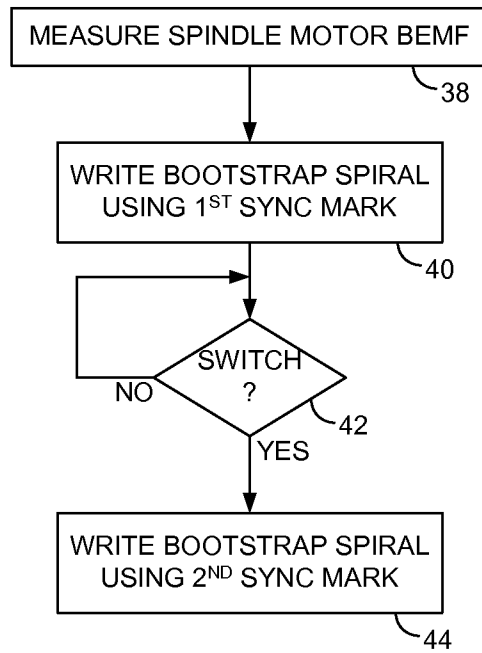 MEASURE SPINDLE MOTOR BEMF
38
WRITE BOOTSTRAP SPIRAL
USING 1ST SYNC MARK
40
SWITCH
?
NO
42
YES
WRITE BOOTSTRAP SPIRAL
USING 2ND SYNC MARK
44